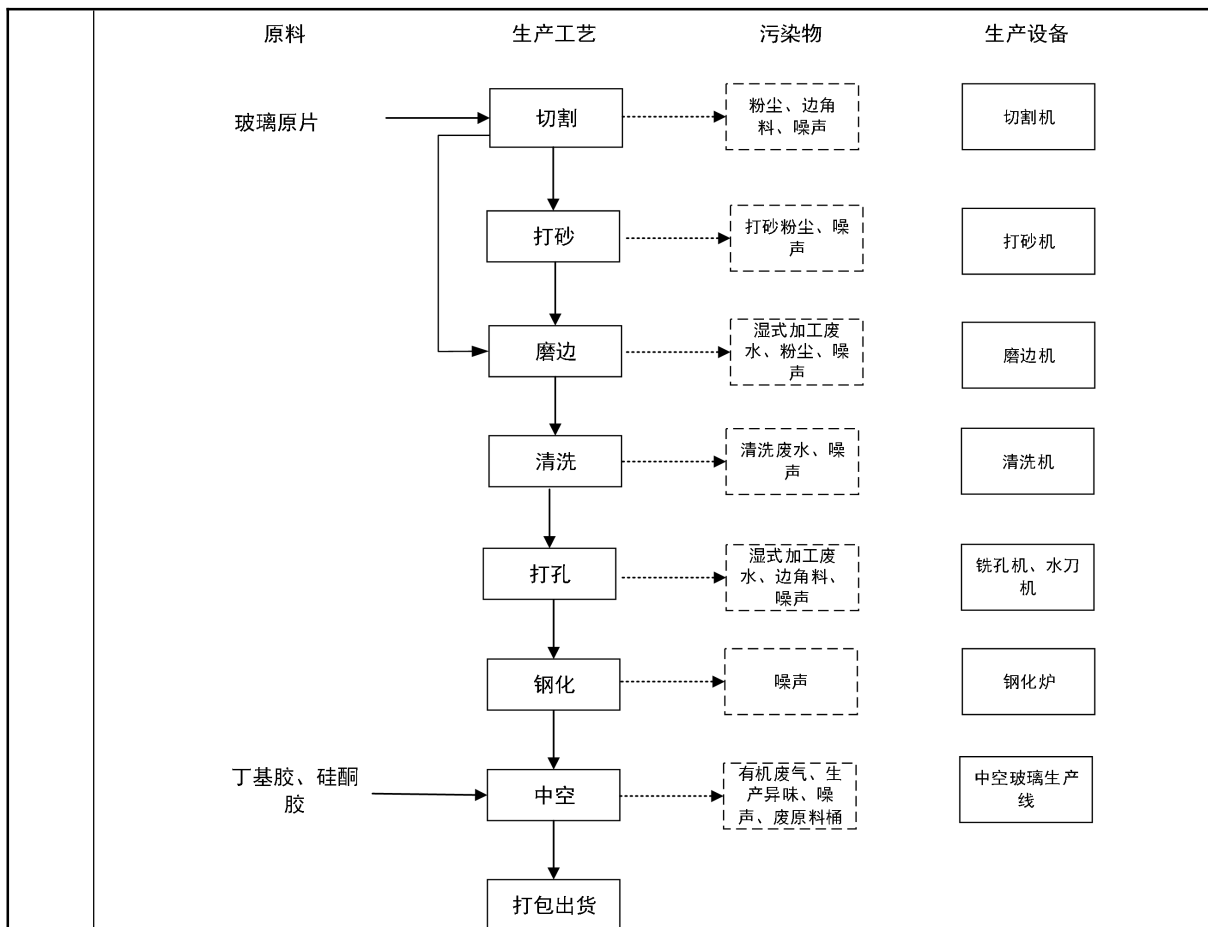 原料 生产工艺 污染物 生产设备
玻璃原片
切割
粉尘、边角
料、噪声
切割机
打砂
打砂粉尘、噪
声
打砂机
磨边
湿式加工废
水、粉尘、噪
声
磨边机
清洗
清洗废水、噪
声
清洗机
打孔
湿式加工废
水、边角料、
噪声
铣孔机、水刀
机
钢化
噪声
钢化炉
丁基胶、硅酮
胶
中空
有机废气、生
产异味、噪
声、废原料桶
中空玻璃生产
线
打包出货